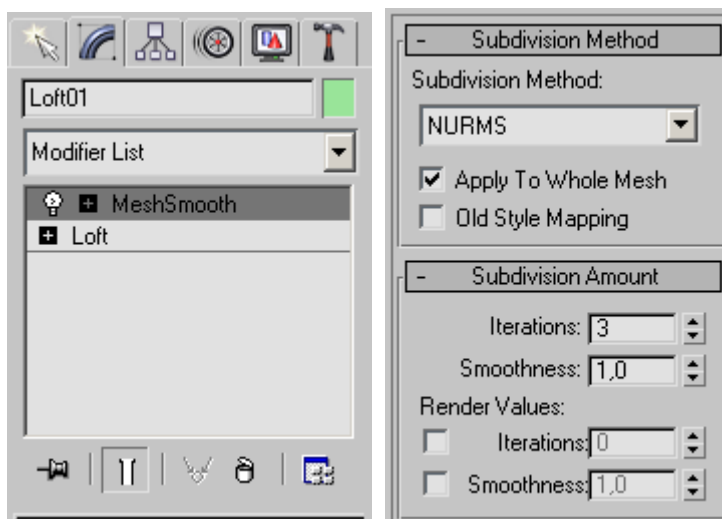 Loft01
Modifier List
MeshSmooth
Loft
- Subdivision Method
Subdivision Method:
NURMS
Apply To Whole Mesh
Old Style Mapping
- Subdivision Amount
Iterations: 3
Smoothness: 1,0
Render Values:
Iterations: 0
Smoothness: 1,0